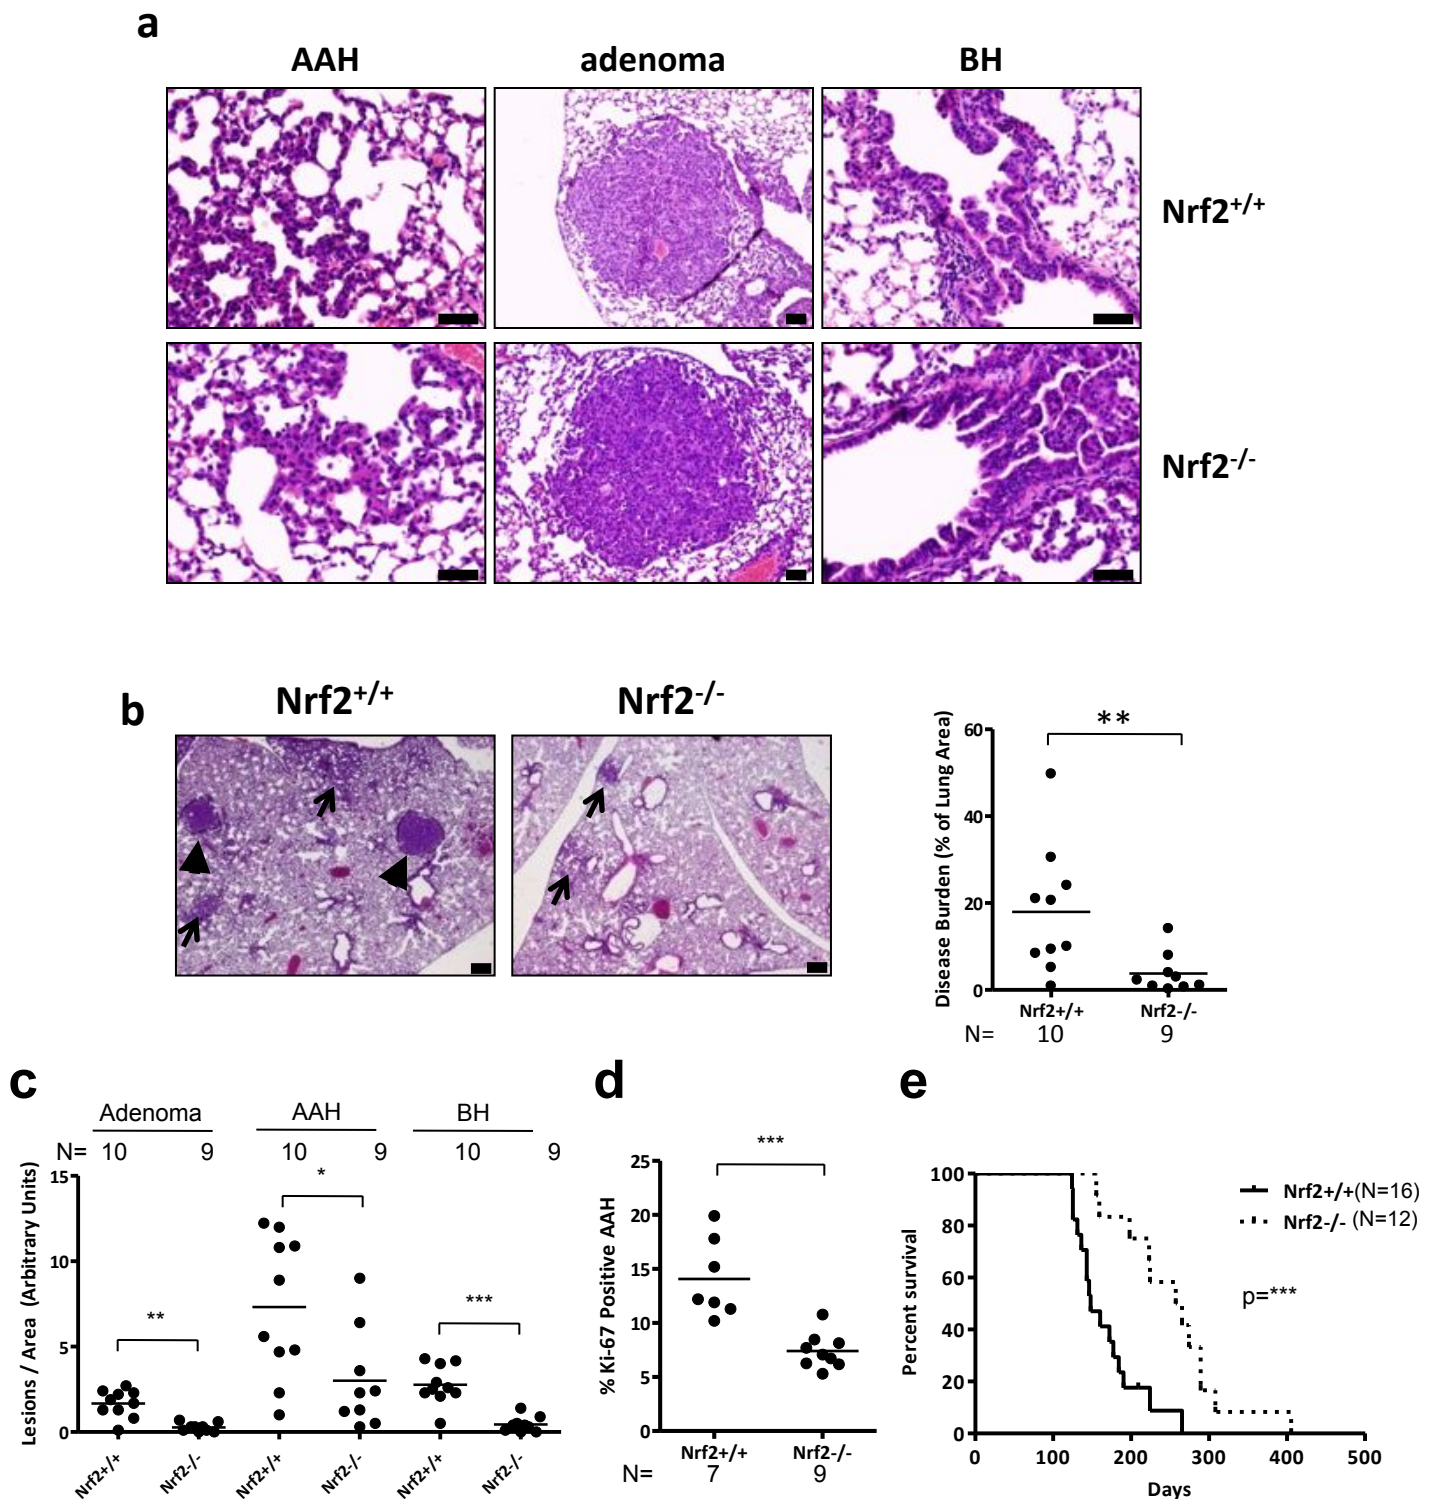 a
AAH adenoma BH
Nrf2+/+
Nrf2-/-
b
Nrf2+/+ Nrf2-/-
Disease Burden (% of Lung Area)
60
40
20
0
**
Nrf2+/+ Nrf2-/-
N= 10 9
c
Adenoma AAH BH
N= 10 9 10 9 10 9
Lesions / Area (Arbitrary Units)
15
10
5
0
**
*
***
Nrf2+/+ Nrf2-/- Nrf2+/+ Nrf2-/- Nrf2+/+ Nrf2-/-
d
% Ki-67 Positive AAH
25
20
15
10
5
0
***
Nrf2+/+ Nrf2-/-
N= 7 9
e
Percent survival
100
80
60
40
20
0
Nrf2+/+ (N=16)
Nrf2-/- (N=12)
p=***
0 100 200 300 400 500
Days